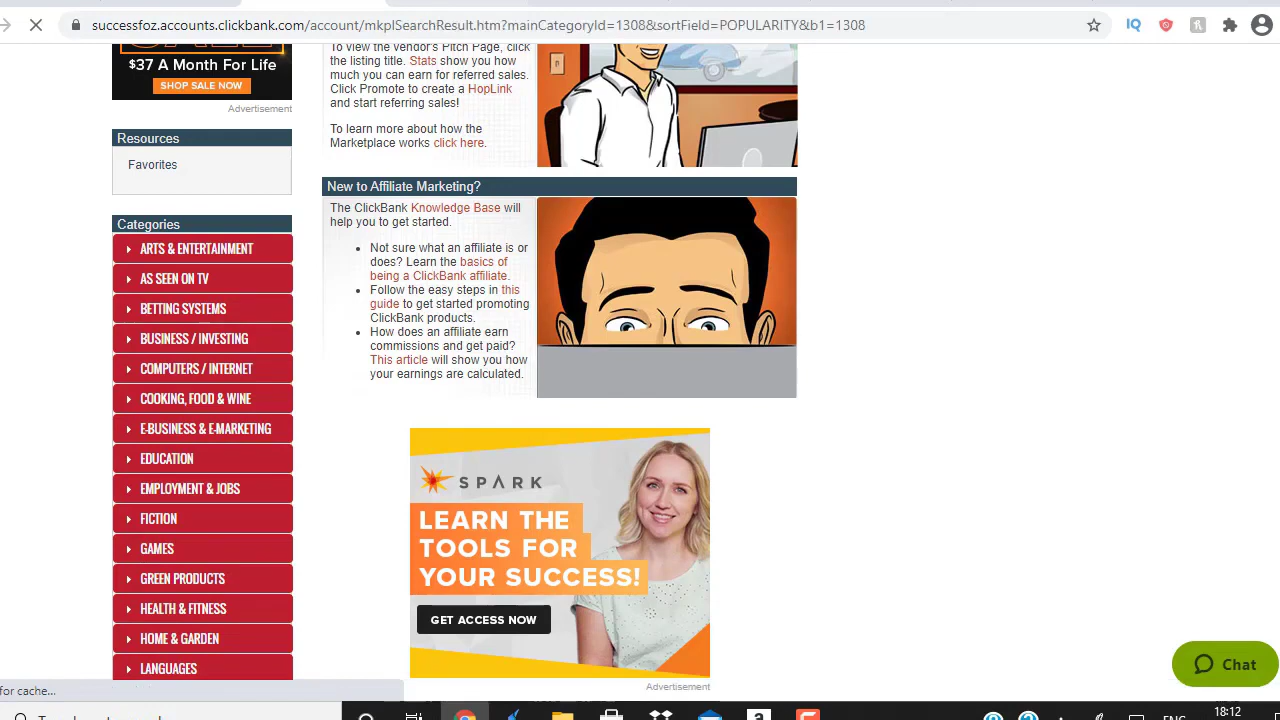 successfoz.accounts.clickbank.com/account/mkplSearchResult.htm?mainCategoryId=1308&sortField=POPULARITY&b1=1308
$37 A Month For Life
SHOP SALE NOW
Advertisement
Resources
Favorites
Categories
ARTS & ENTERTAINMENT
AS SEEN ON TV
BETTING SYSTEMS
BUSINESS / INVESTING
COMPUTERS / INTERNET
COOKING, FOOD & WINE
E-BUSINESS & E-MARKETING
EDUCATION
EMPLOYMENT & JOBS
FICTION
GAMES
GREEN PRODUCTS
HEALTH & FITNESS
HOME & GARDEN
LANGUAGES
To view the vendor's Pitch Page, click
the listing title. Stats show you how
much you can earn for referred sales.
Click Promote to create a HopLink
and start referring sales!
To learn more about how the
Marketplace works click here.
New to Affiliate Marketing?
The ClickBank Knowledge Base will
help you to get started.
Not sure what an affiliate is or
does? Learn the basics of
being a ClickBank affiliate.
Follow the easy steps in this
guide to get started promoting
ClickBank products.
How does an affiliate earn
commissions and get paid?
This article will show you how
your earnings are calculated.
SPARK
LEARN THE
TOOLS FOR
YOUR SUCCESS!
GET ACCESS NOW
Advertisement
Chat
for cache...
18:12